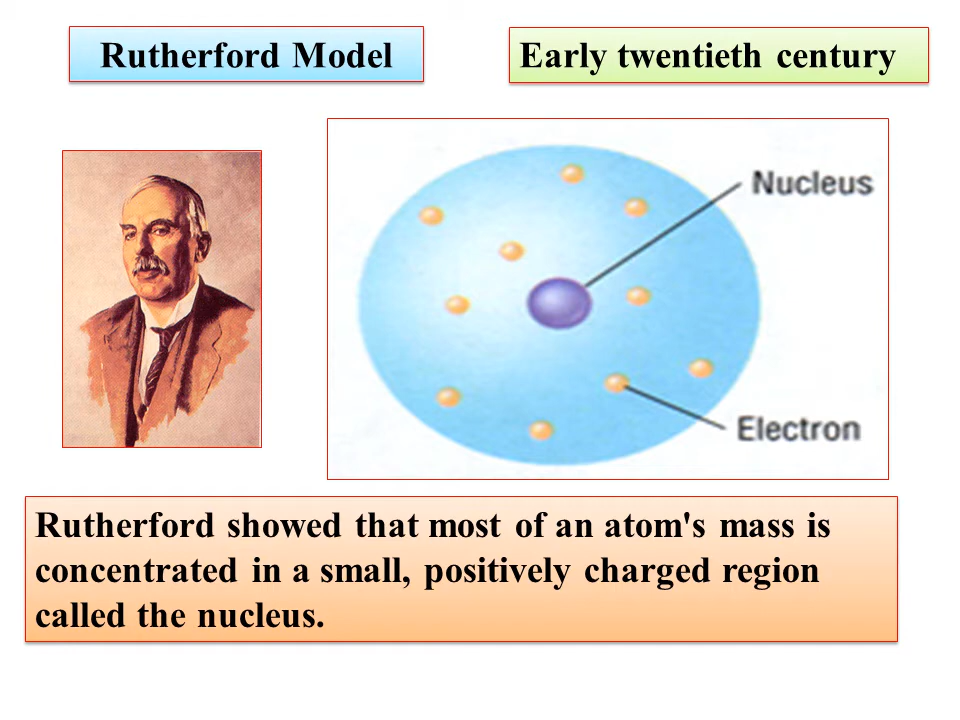 Rutherford Model
Early twentieth century
Nucleus
Electron
Rutherford showed that most of an atom's mass is
concentrated in a small, positively charged region
called the nucleus.